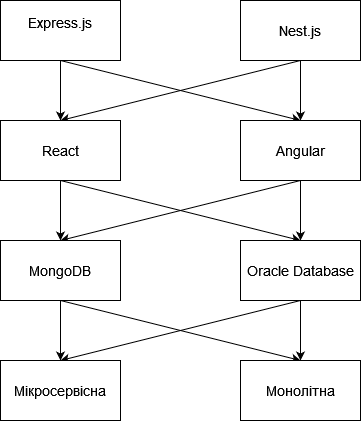 Express.js
Nest.js
React
Angular
MongoDB
Oracle Database
Мікросервісна
Монолітна